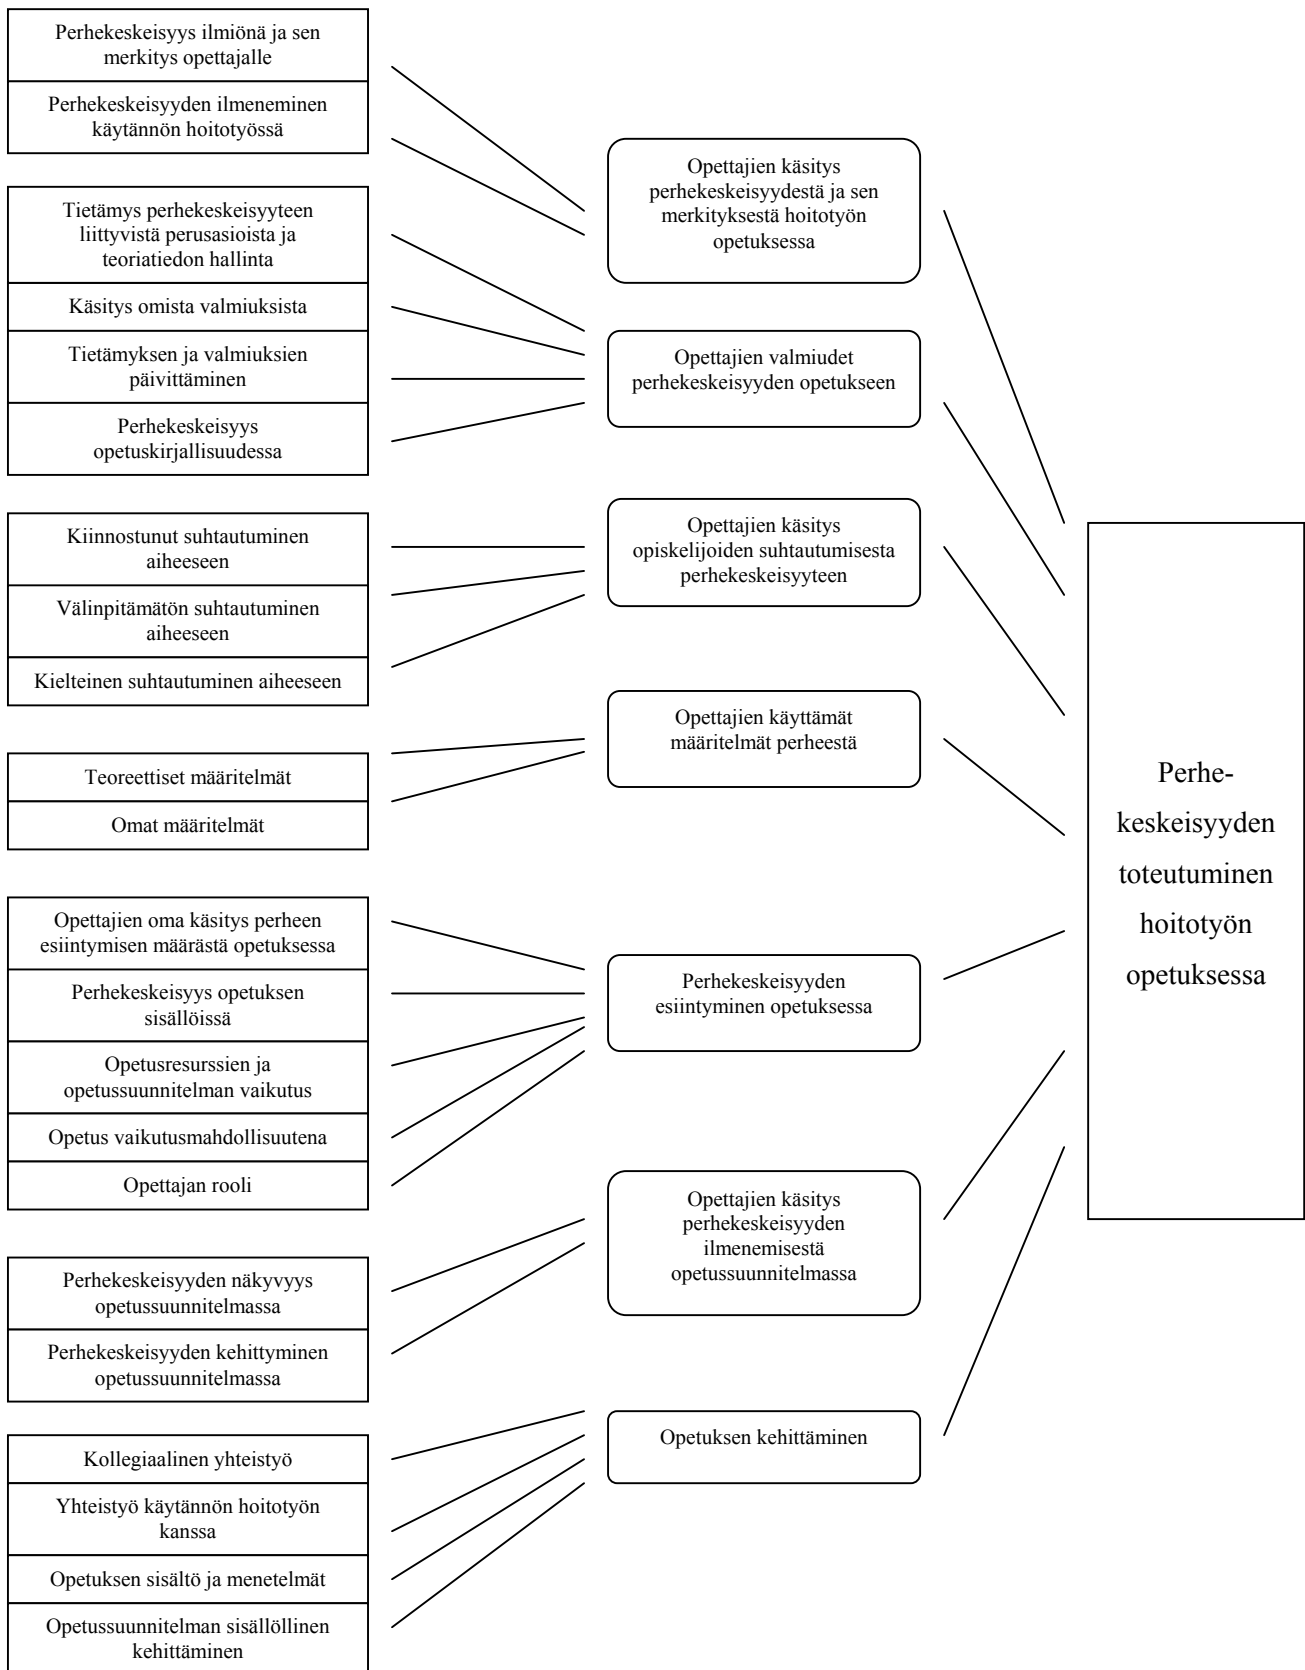 Perhekeskeisyys ilmiönä ja sen
merkitys opettajalle
Perhekeskeisyyden ilmeneminen
käytännön hoitotyössä
Tietämys perhekeskeisyyteen
liittyvistä perusasioista ja
teoriatiedon hallinta
Käsitys omista valmiuksista
Tietämyksen ja valmiuksien
päivittäminen
Perhekeskeisyys
opetuskirjallisuudessa
Kiinnostunut suhtautuminen
aiheeseen
Välinpitämätön suhtautuminen
aiheeseen
Kielteinen suhtautuminen aiheeseen
Teoreettiset määritelmät
Omat määritelmät
Opettajien oma käsitys perheen
esiintymisen määrästä opetuksessa
Perhekeskeisyys opetuksen
sisällöissä
Opetusresurssien ja
opetussuunnitelman vaikutus
Opetus vaikutusmahdollisuutena
Opettajan rooli
Perhekeskeisyyden näkyvyys
opetussuunnitelmassa
Perhekeskeisyyden kehittyminen
opetussuunnitelmassa
Kollegiaalinen yhteistyö
Yhteistyö käytännön hoitotyön
kanssa
Opetuksen sisältö ja menetelmät
Opetussuunnitelman sisällöllinen
kehittäminen
Opettajien käsitys
perhekeskeisyydestä ja sen
merkityksestä hoitotyön
opetuksessa
Opettajien valmiudet
perhekeskeisyyden opetukseen
Opettajien käsitys
opiskelijoiden suhtautumisesta
perhekeskeisyyteen
Opettajien käyttämät
määritelmät perheestä
Perhekeskeisyyden
esiintyminen opetuksessa
Opettajien käsitys
perhekeskeisyyden
ilmenemisestä
opetussuunnitelmassa
Opetuksen kehittäminen
Perhe-
keskeisyyden
toteutuminen
hoitotyön
opetuksessa